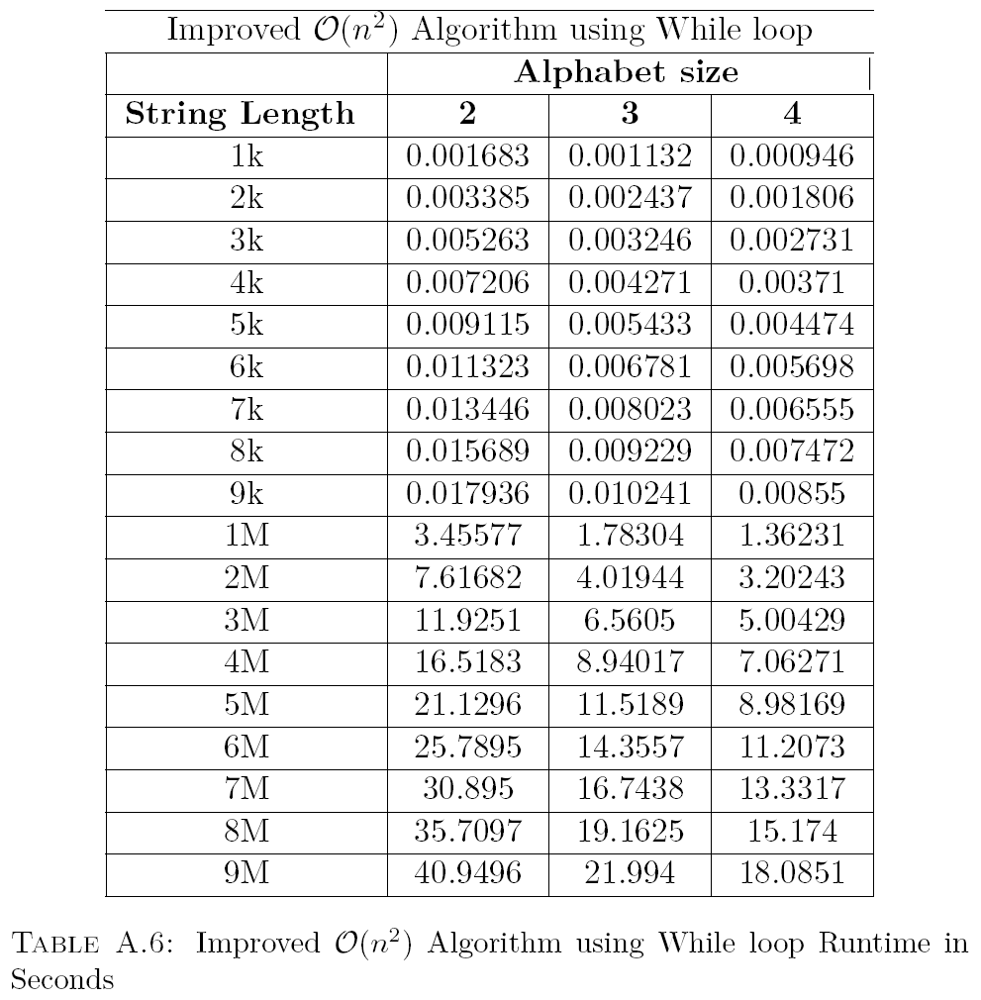 Improved O(n²) Algorithm using While loop
Alphabet size
String Length 2 3 4
1k 0.001683 0.001132 0.000946
2k 0.003385 0.002437 0.001806
3k 0.005263 0.003246 0.002731
4k 0.007206 0.004271 0.00371
5k 0.009115 0.005433 0.004474
6k 0.011323 0.006781 0.005698
7k 0.013446 0.008023 0.006555
8k 0.015689 0.009229 0.007472
9k 0.017936 0.010241 0.00855
1M 3.45577 1.78304 1.36231
2M 7.61682 4.01944 3.20243
3M 11.9251 6.5605 5.00429
4M 16.5183 8.94017 7.06271
5M 21.1296 11.5189 8.98169
6M 25.7895 14.3557 11.2073
7M 30.895 16.7438 13.3317
8M 35.7097 19.1625 15.174
9M 40.9496 21.994 18.0851
TABLE A.6: Improved O(n²) Algorithm using While loop Runtime in
Seconds